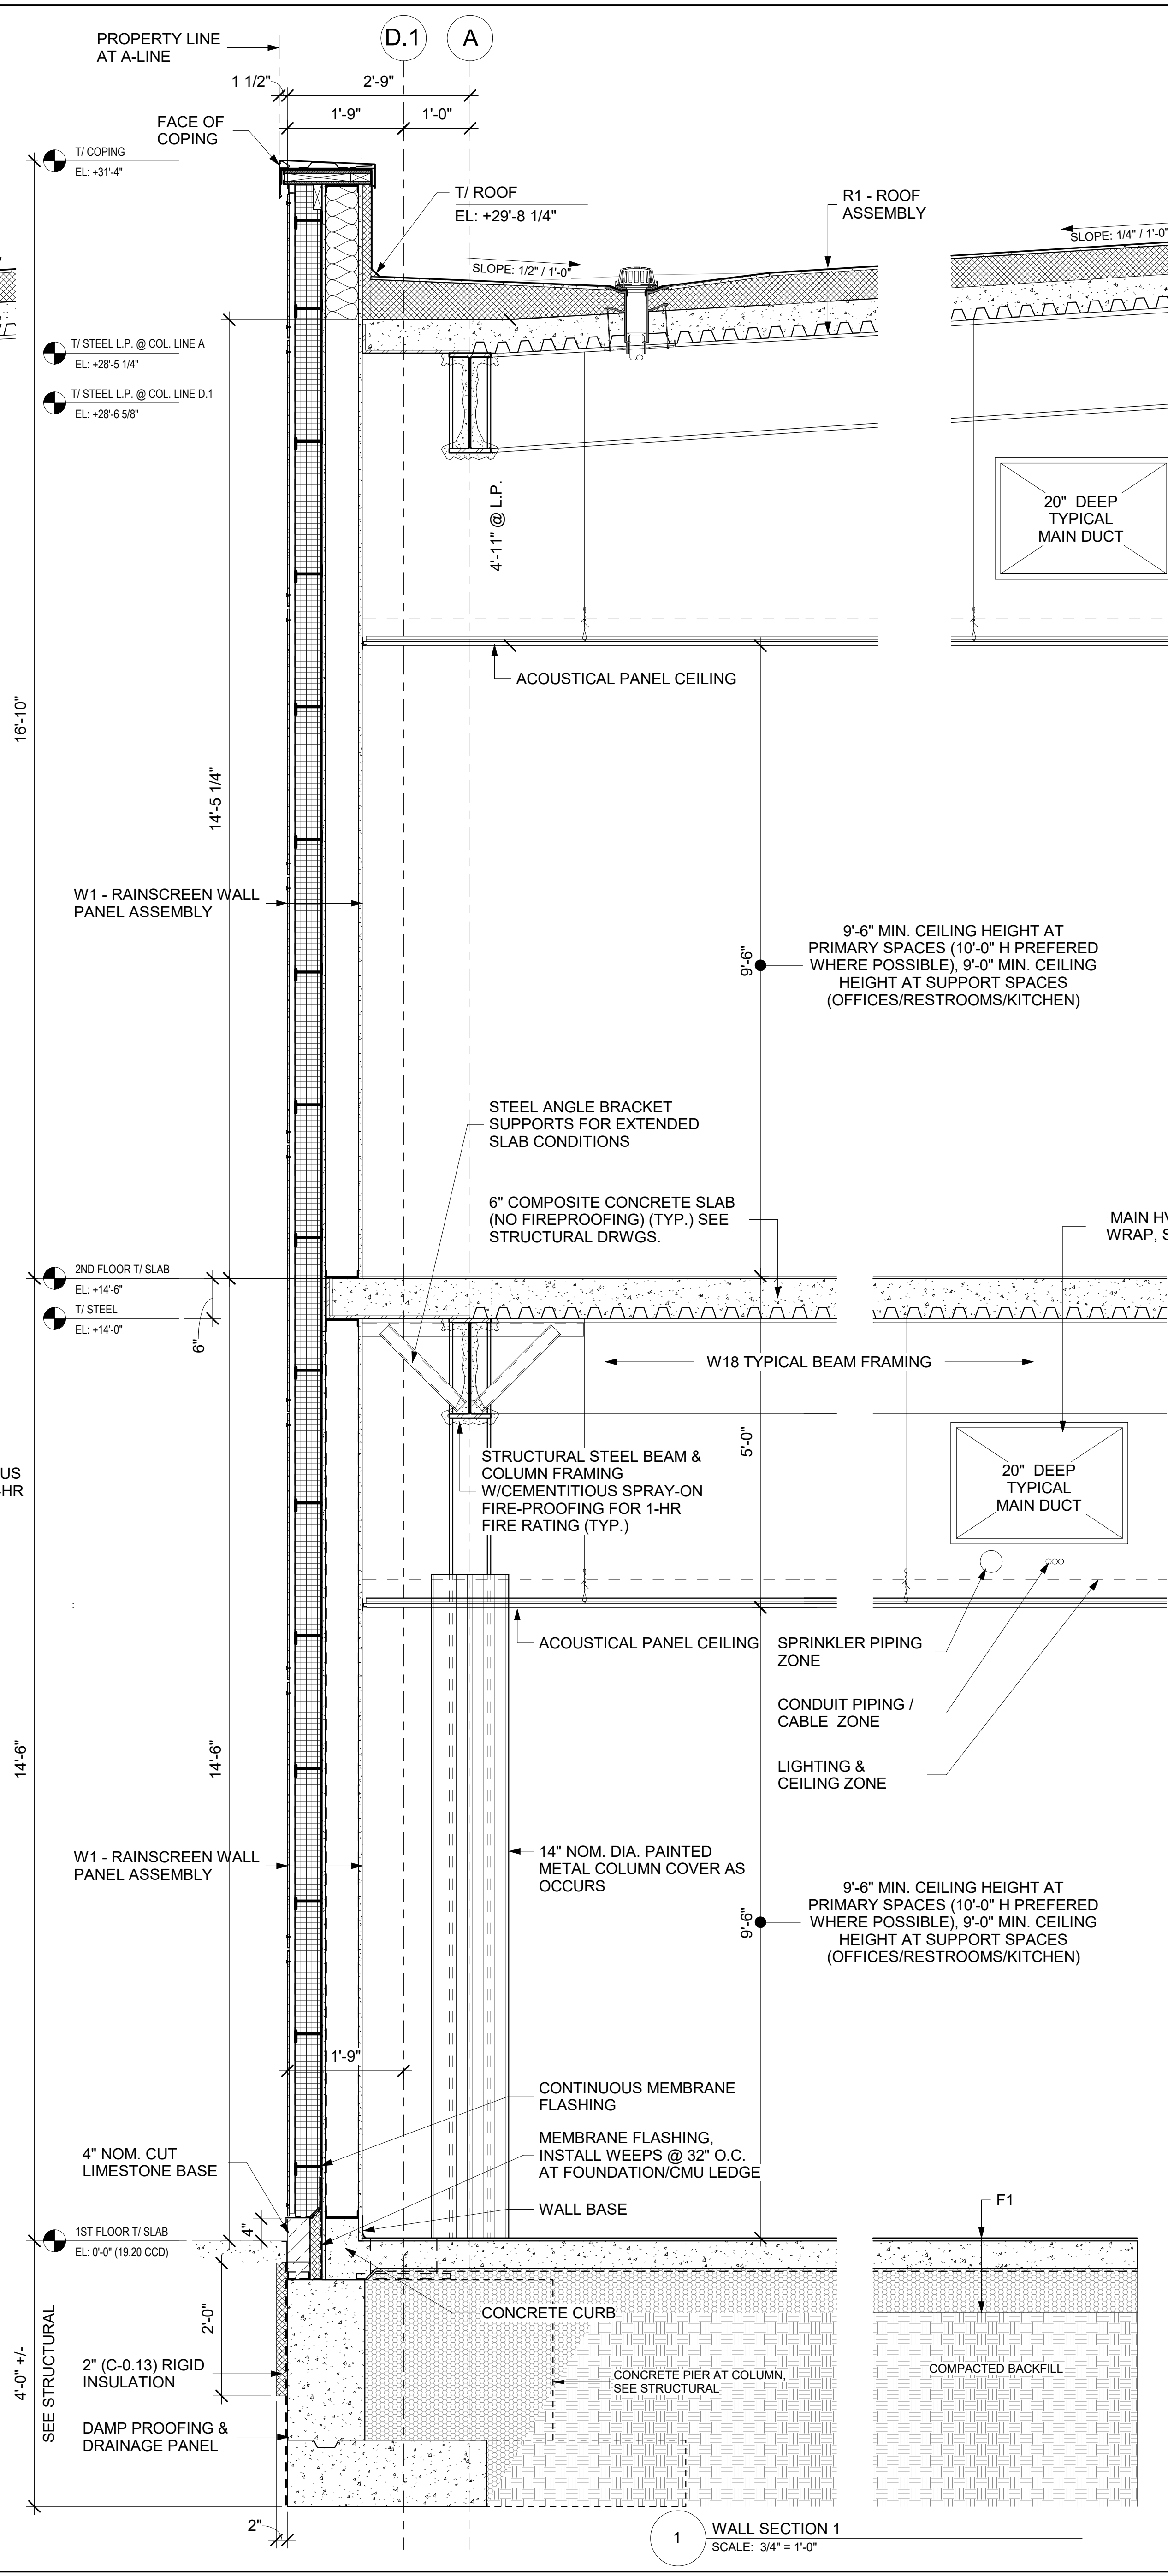 PROPERTY LINE
AT A-LINE
D.1
A
1 1/2"
2'-9"
1'-9"
1'-0"
FACE OF
COPING
T/ COPING
EL: +31'-4"
T/ ROOF
EL: +29'-8 1/4"
R1 - ROOF
ASSEMBLY
SLOPE: 1/4" / 1'-0"
SLOPE: 1/2" / 1'-0"
T/ STEEL L.P. @ COL. LINE A
EL: +28'-5 1/4"
T/ STEEL L.P. @ COL. LINE D.1
EL: +28'-6 5/8"
4'-11" @ L.P.
20" DEEP
TYPICAL
MAIN DUCT
ACOUSTICAL PANEL CEILING
16'-10"
14'-5 1/4"
W1 - RAINSCREEN WALL
PANEL ASSEMBLY
9'-6"
9'-6" MIN. CEILING HEIGHT AT
PRIMARY SPACES (10'-0" H PREFERED
WHERE POSSIBLE), 9'-0" MIN. CEILING
HEIGHT AT SUPPORT SPACES
(OFFICES/RESTROOMS/KITCHEN)
STEEL ANGLE BRACKET
SUPPORTS FOR EXTENDED
SLAB CONDITIONS
6" COMPOSITE CONCRETE SLAB
(NO FIREPROOFING) (TYP.) SEE
STRUCTURAL DRWGS.
MAIN HV
WRAP, S
2ND FLOOR T/ SLAB
EL: +14'-6"
T/ STEEL
EL: +14'-0"
6"
W18 TYPICAL BEAM FRAMING
5'-0"
STRUCTURAL STEEL BEAM &
COLUMN FRAMING
W/CEMENTITIOUS SPRAY-ON
FIRE-PROOFING FOR 1-HR
FIRE RATING (TYP.)
US
-HR
20" DEEP
TYPICAL
MAIN DUCT
:
ACOUSTICAL PANEL CEILING
SPRINKLER PIPING
ZONE
CONDUIT PIPING /
CABLE ZONE
LIGHTING &
CEILING ZONE
14'-6"
14'-6"
W1 - RAINSCREEN WALL
PANEL ASSEMBLY
14" NOM. DIA. PAINTED
METAL COLUMN COVER AS
OCCURS
9'-6"
9'-6" MIN. CEILING HEIGHT AT
PRIMARY SPACES (10'-0" H PREFERED
WHERE POSSIBLE), 9'-0" MIN. CEILING
HEIGHT AT SUPPORT SPACES
(OFFICES/RESTROOMS/KITCHEN)
1'-9"
CONTINUOUS MEMBRANE
FLASHING
MEMBRANE FLASHING,
INSTALL WEEPS @ 32" O.C.
AT FOUNDATION/CMU LEDGE
4" NOM. CUT
LIMESTONE BASE
WALL BASE
F1
1ST FLOOR T/ SLAB
EL: 0'-0" (19.20 CCD)
4"
CONCRETE CURB
2'-0"
4'-0" +/-
SEE STRUCTURAL
2" (C-0.13) RIGID
INSULATION
CONCRETE PIER AT COLUMN,
SEE STRUCTURAL
COMPACTED BACKFILL
DAMP PROOFING &
DRAINAGE PANEL
2"
1
WALL SECTION 1
SCALE: 3/4" = 1'-0"